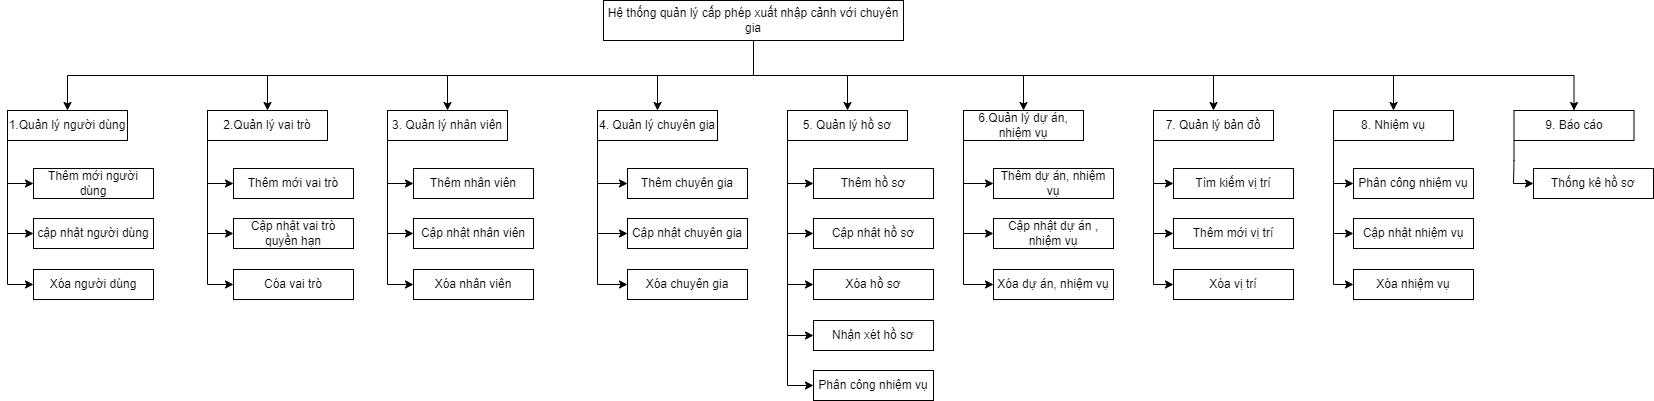 Hệ thống quản lý cấp phép xuất nhập cảnh với chuyên
gia
1.Quản lý người dùng
Thêm mới người
dùng
cập nhật người dùng
Xóa người dùng
2.Quản lý vai trò
Thêm mới vai trò
Cập nhật vai trò
quyền hạn
Cóa vai trò
3. Quản lý nhân viên
Thêm nhân viên
Cập nhật nhân viên
Xóa nhân viên
4. Quản lý chuyên gia
Thêm chuyên gia
Cập nhật chuyên gia
Xóa chuyên gia
5. Quản lý hồ sơ
Thêm hồ sơ
Cập nhật hồ sơ
Xóa hồ sơ
Nhận xét hồ sơ
Phân công nhiệm vụ
6.Quản lý dự án,
nhiệm vụ
Thêm dự án, nhiệm
vụ
Cập nhật dự án ,
nhiệm vụ
Xóa dự án, nhiệm vụ
7. Quản lý bản đồ
Tìm kiếm vị trí
Thêm mới vị trí
Xóa vị trí
8. Nhiệm vụ
Phân công nhiệm vụ
Cập nhật nhiệm vụ
Xóa nhiệm vụ
9. Báo cáo
Thống kê hồ sơ